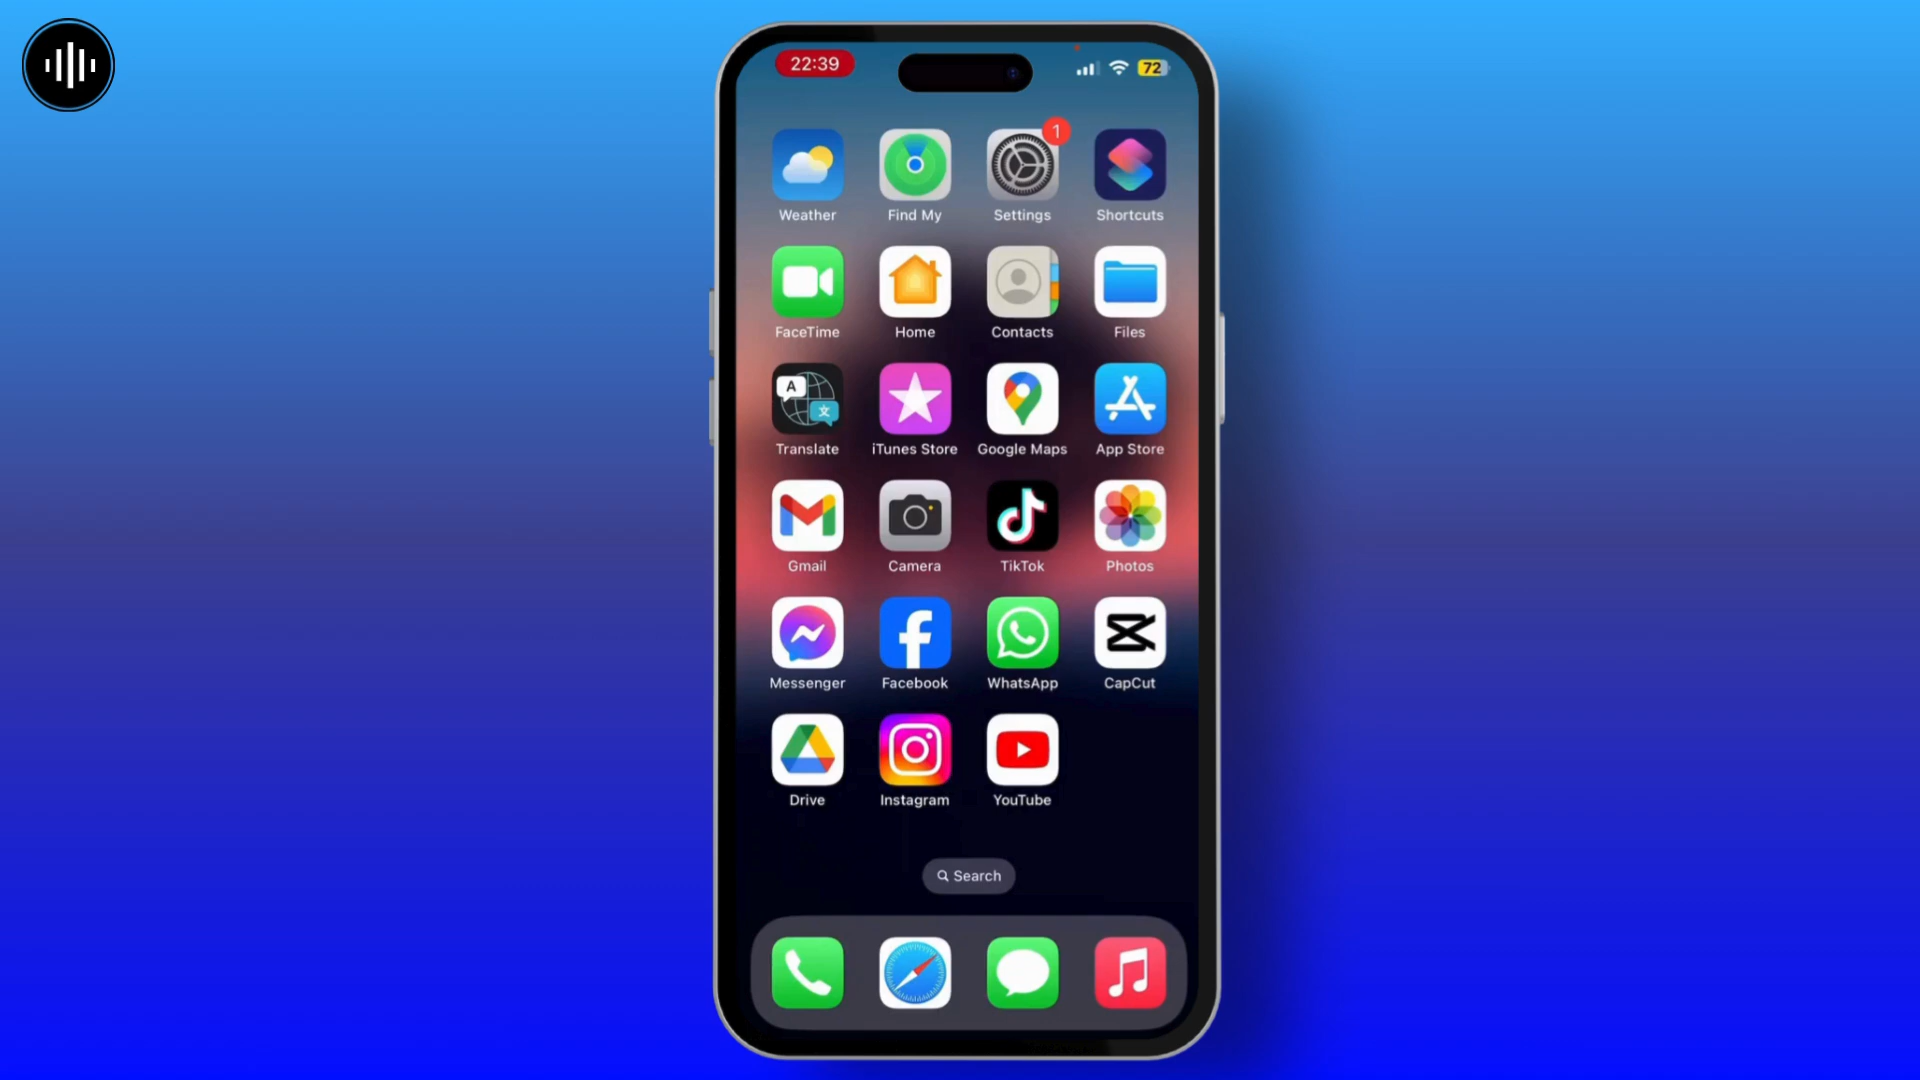 22:39
72
1
Weather Find My Settings Shortcuts
FaceTime Home Contacts Files
A 文
Translate iTunes Store Google Maps App Store
Gmail Camera TikTok Photos
Messenger Facebook WhatsApp CapCut
Drive Instagram YouTube
Search